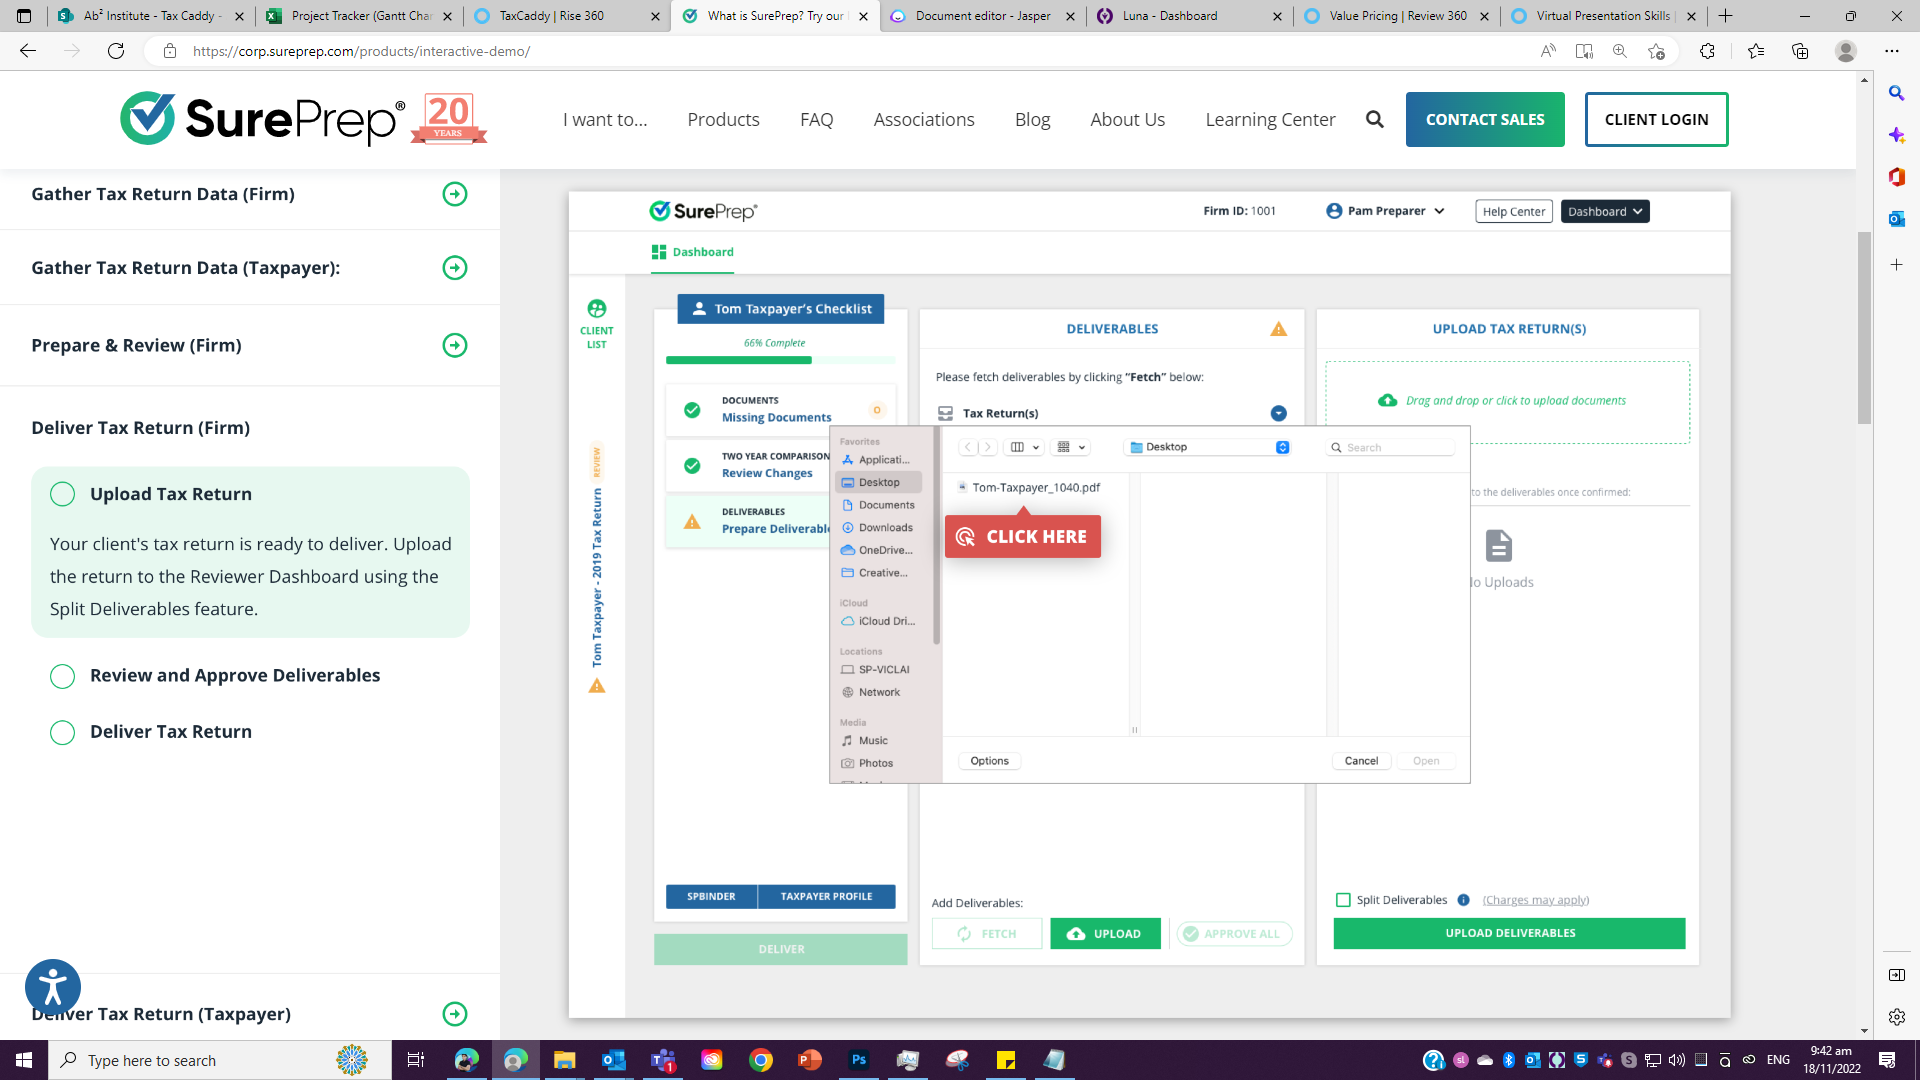 Ab² Institute - Tax Caddy -
Project Tracker (Gantt Char
TaxCaddy | Rise 360
What is SurePrep? Try our
Document editor - Jasper
Luna - Dashboard
Value Pricing | Review 360
Virtual Presentation Skills
https://corp.sureprep.com/products/interactive-demo/
SurePrep®
20
YEARS
I want to...
Products
FAQ
Associations
Blog
About Us
Learning Center
CONTACT SALES
CLIENT LOGIN
Gather Tax Return Data (Firm)
Gather Tax Return Data (Taxpayer):
Prepare & Review (Firm)
Deliver Tax Return (Firm)
Upload Tax Return
Your client's tax return is ready to deliver. Upload
the return to the Reviewer Dashboard using the
Split Deliverables feature.
Review and Approve Deliverables
Deliver Tax Return
Deliver Tax Return (Taxpayer)
SurePrep®
Firm ID: 1001
Pam Preparer
Help Center
Dashboard
Dashboard
CLIENT
LIST
REVIEW
Tom Taxpayer - 2019 Tax Return
Tom Taxpayer's Checklist
66% Complete
DOCUMENTS
Missing Documents
0
TWO YEAR COMPARISON
Review Changes
DELIVERABLES
Prepare Deliverabl
SPBINDER
TAXPAYER PROFILE
DELIVER
DELIVERABLES
Please fetch deliverables by clicking "Fetch" below:
Tax Return(s)
Favorites
Applicati...
Desktop
Documents
Downloads
OneDrive...
Creative...
iCloud
iCloud Dri...
Locations
SP-VICLAI
Network
Media
Music
Photos
Desktop
Search
Tom-Taxpayer_1040.pdf
CLICK HERE
Options
Cancel
Open
Add Deliverables:
FETCH
UPLOAD
APPROVE ALL
UPLOAD TAX RETURN(S)
Drag and drop or click to upload documents
to the deliverables once confirmed:
o Uploads
Split Deliverables
(Charges may apply)
UPLOAD DELIVERABLES
Type here to search
1
ENG
9:42 am
18/11/2022